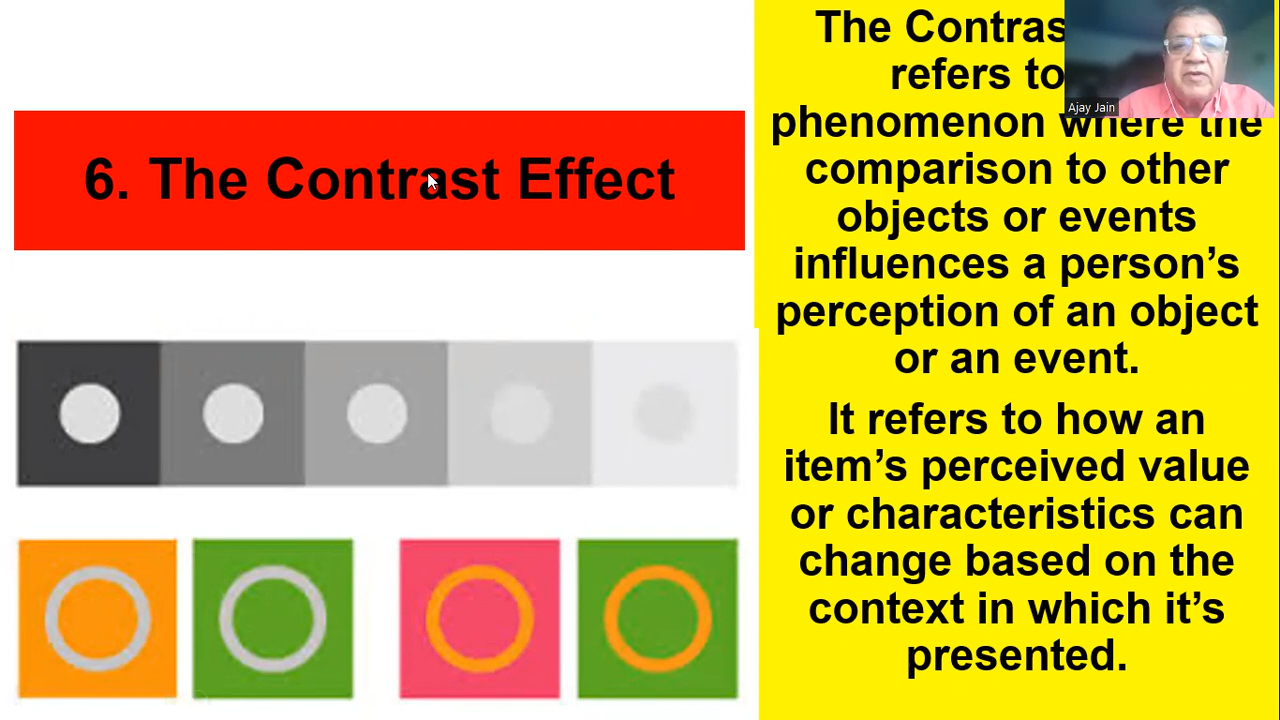 6. The Contrast Effect
The Contras
refers to
phenomenon where the
comparison to other
objects or events
influences a person’s
perception of an object
or an event.
It refers to how an
item’s perceived value
or characteristics can
change based on the
context in which it’s
presented.
Ajay Jain